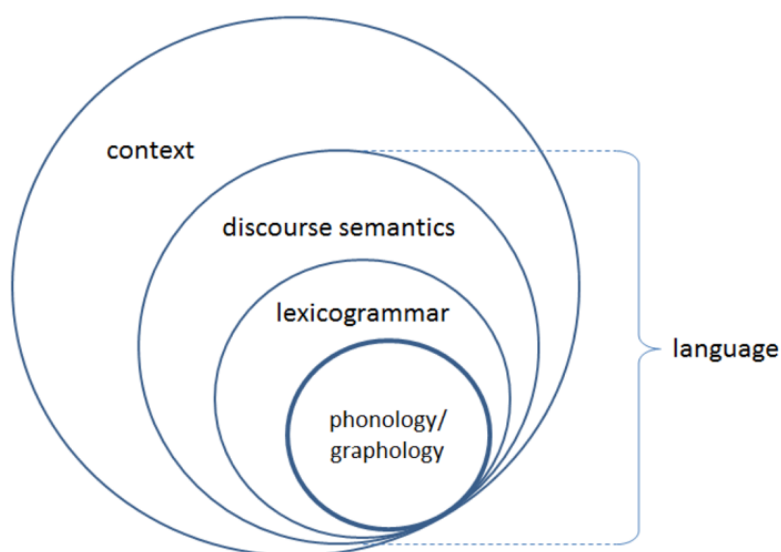 context
discourse semantics
lexicogrammar
language
phonology/
graphology